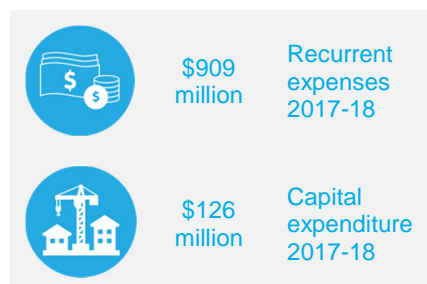 $
$
$909
million
Recurrent
expenses
2017-18
$126
million
Capital
expenditure
2017-18